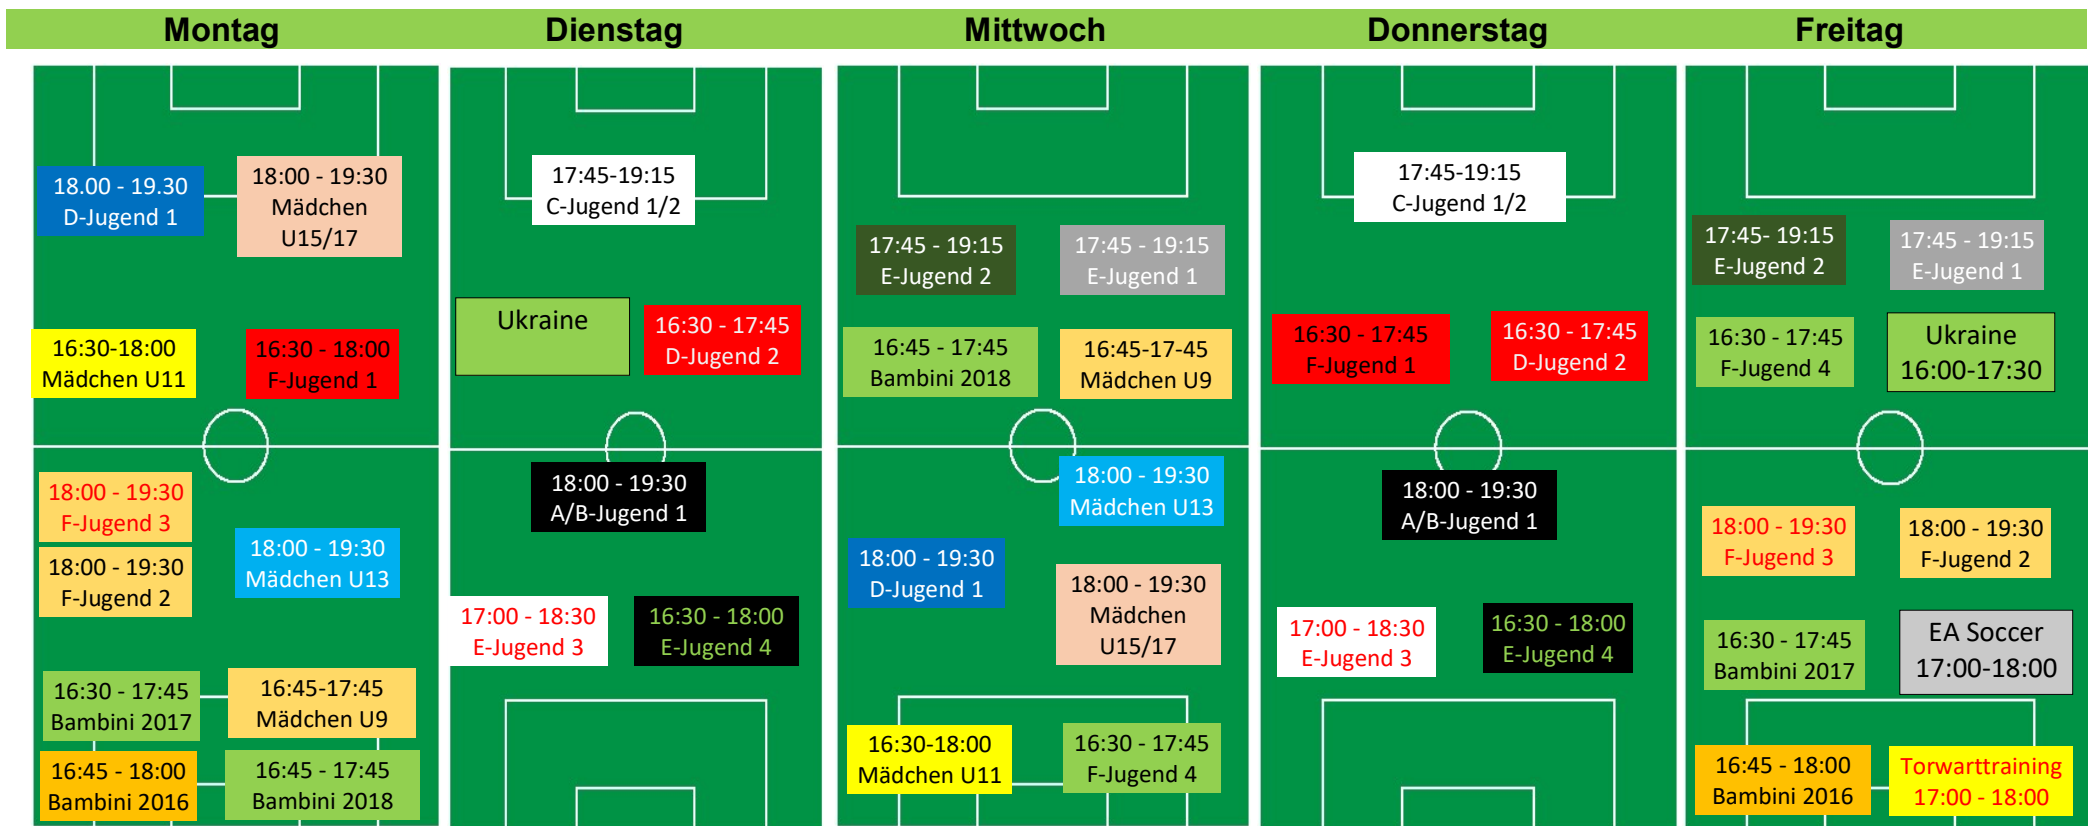 Montag
Dienstag
Mittwoch
Donnerstag
Freitag
18.00 - 19.30
D-Jugend 1
18:00 - 19:30
Mädchen
U15/17
16:30-18:00
Mädchen U11
16:30 - 18:00
F-Jugend 1
18:00 - 19:30
F-Jugend 3
18:00 - 19:30
F-Jugend 2
18:00 - 19:30
Mädchen U13
16:30 - 17:45
Bambini 2017
16:45-17:45
Mädchen U9
16:45 - 18:00
Bambini 2016
16:45 - 17:45
Bambini 2018
17:45-19:15
C-Jugend 1/2
Ukraine
16:30 - 17:45
D-Jugend 2
18:00 - 19:30
A/B-Jugend 1
17:00 - 18:30
E-Jugend 3
16:30 - 18:00
E-Jugend 4
17:45 - 19:15
E-Jugend 2
17:45 - 19:15
E-Jugend 1
16:45 - 17:45
Bambini 2018
16:45-17-45
Mädchen U9
18:00 - 19:30
Mädchen U13
18:00 - 19:30
D-Jugend 1
18:00 - 19:30
Mädchen
U15/17
16:30-18:00
Mädchen U11
16:30 - 17:45
F-Jugend 4
17:45-19:15
C-Jugend 1/2
16:30 - 17:45
F-Jugend 1
16:30 - 17:45
D-Jugend 2
18:00 - 19:30
A/B-Jugend 1
17:00 - 18:30
E-Jugend 3
16:30 - 18:00
E-Jugend 4
17:45- 19:15
E-Jugend 2
17:45 - 19:15
E-Jugend 1
16:30 - 17:45
F-Jugend 4
Ukraine
16:00-17:30
18:00 - 19:30
F-Jugend 3
18:00 - 19:30
F-Jugend 2
16:30 - 17:45
Bambini 2017
EA Soccer
17:00-18:00
16:45 - 18:00
Bambini 2016
Torwarttraining
17:00 - 18:00